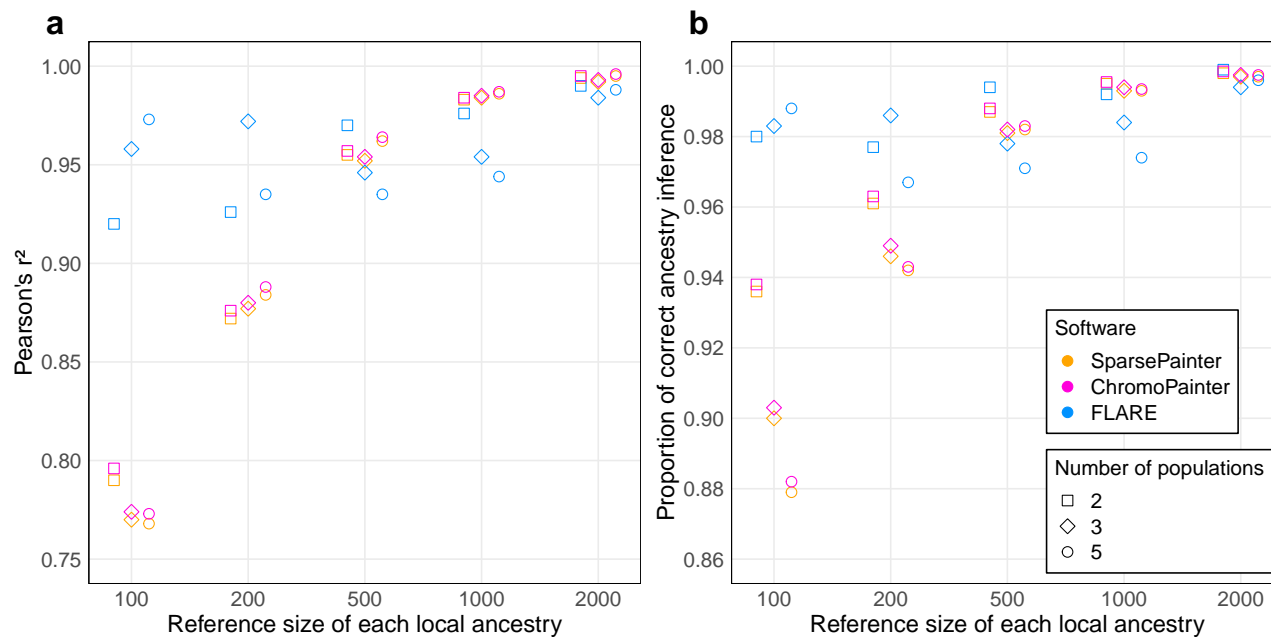 a
Pearson's r²
1.00
0.95
0.90
0.85
0.80
0.75
100 200 500 1000 2000
Reference size of each local ancestry
b
Proportion of correct ancestry inference
1.00
0.98
0.96
0.94
0.92
0.90
0.88
0.86
Software
SparsePainter
ChromoPainter
FLARE
Number of populations
2
3
5
100 200 500 1000 2000
Reference size of each local ancestry